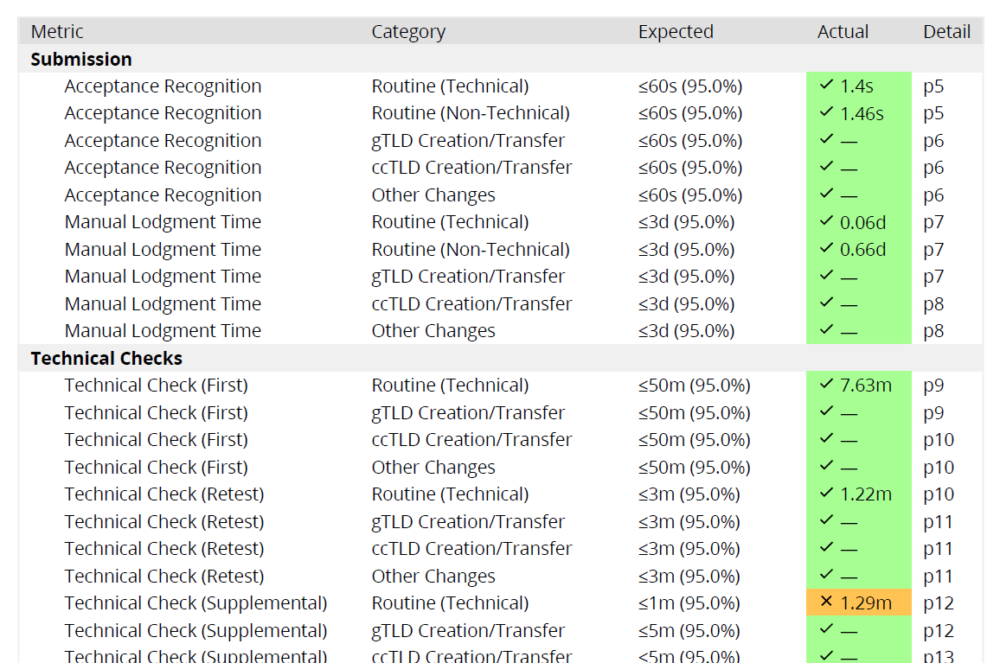 Metric Category Expected Actual Detail
Submission
Acceptance Recognition Routine (Technical) ≤60s (95.0%) ✓ 1.4s p5
Acceptance Recognition Routine (Non-Technical) ≤60s (95.0%) ✓ 1.46s p5
Acceptance Recognition gTLD Creation/Transfer ≤60s (95.0%) ✓ — p6
Acceptance Recognition ccTLD Creation/Transfer ≤60s (95.0%) ✓ — p6
Acceptance Recognition Other Changes ≤60s (95.0%) ✓ — p6
Manual Lodgment Time Routine (Technical) ≤3d (95.0%) ✓ 0.06d p7
Manual Lodgment Time Routine (Non-Technical) ≤3d (95.0%) ✓ 0.66d p7
Manual Lodgment Time gTLD Creation/Transfer ≤3d (95.0%) ✓ — p7
Manual Lodgment Time ccTLD Creation/Transfer ≤3d (95.0%) ✓ — p8
Manual Lodgment Time Other Changes ≤3d (95.0%) ✓ — p8
Technical Checks
Technical Check (First) Routine (Technical) ≤50m (95.0%) ✓ 7.63m p9
Technical Check (First) gTLD Creation/Transfer ≤50m (95.0%) ✓ — p9
Technical Check (First) ccTLD Creation/Transfer ≤50m (95.0%) ✓ — p10
Technical Check (First) Other Changes ≤50m (95.0%) ✓ — p10
Technical Check (Retest) Routine (Technical) ≤3m (95.0%) ✓ 1.22m p10
Technical Check (Retest) gTLD Creation/Transfer ≤3m (95.0%) ✓ — p11
Technical Check (Retest) ccTLD Creation/Transfer ≤3m (95.0%) ✓ — p11
Technical Check (Retest) Other Changes ≤3m (95.0%) ✓ — p11
Technical Check (Supplemental) Routine (Technical) ≤1m (95.0%) ✕ 1.29m p12
Technical Check (Supplemental) gTLD Creation/Transfer ≤5m (95.0%) ✓ — p12
Technical Check (Supplemental) ccTLD Creation/Transfer ≤5m (95.0%) ✓ — p13